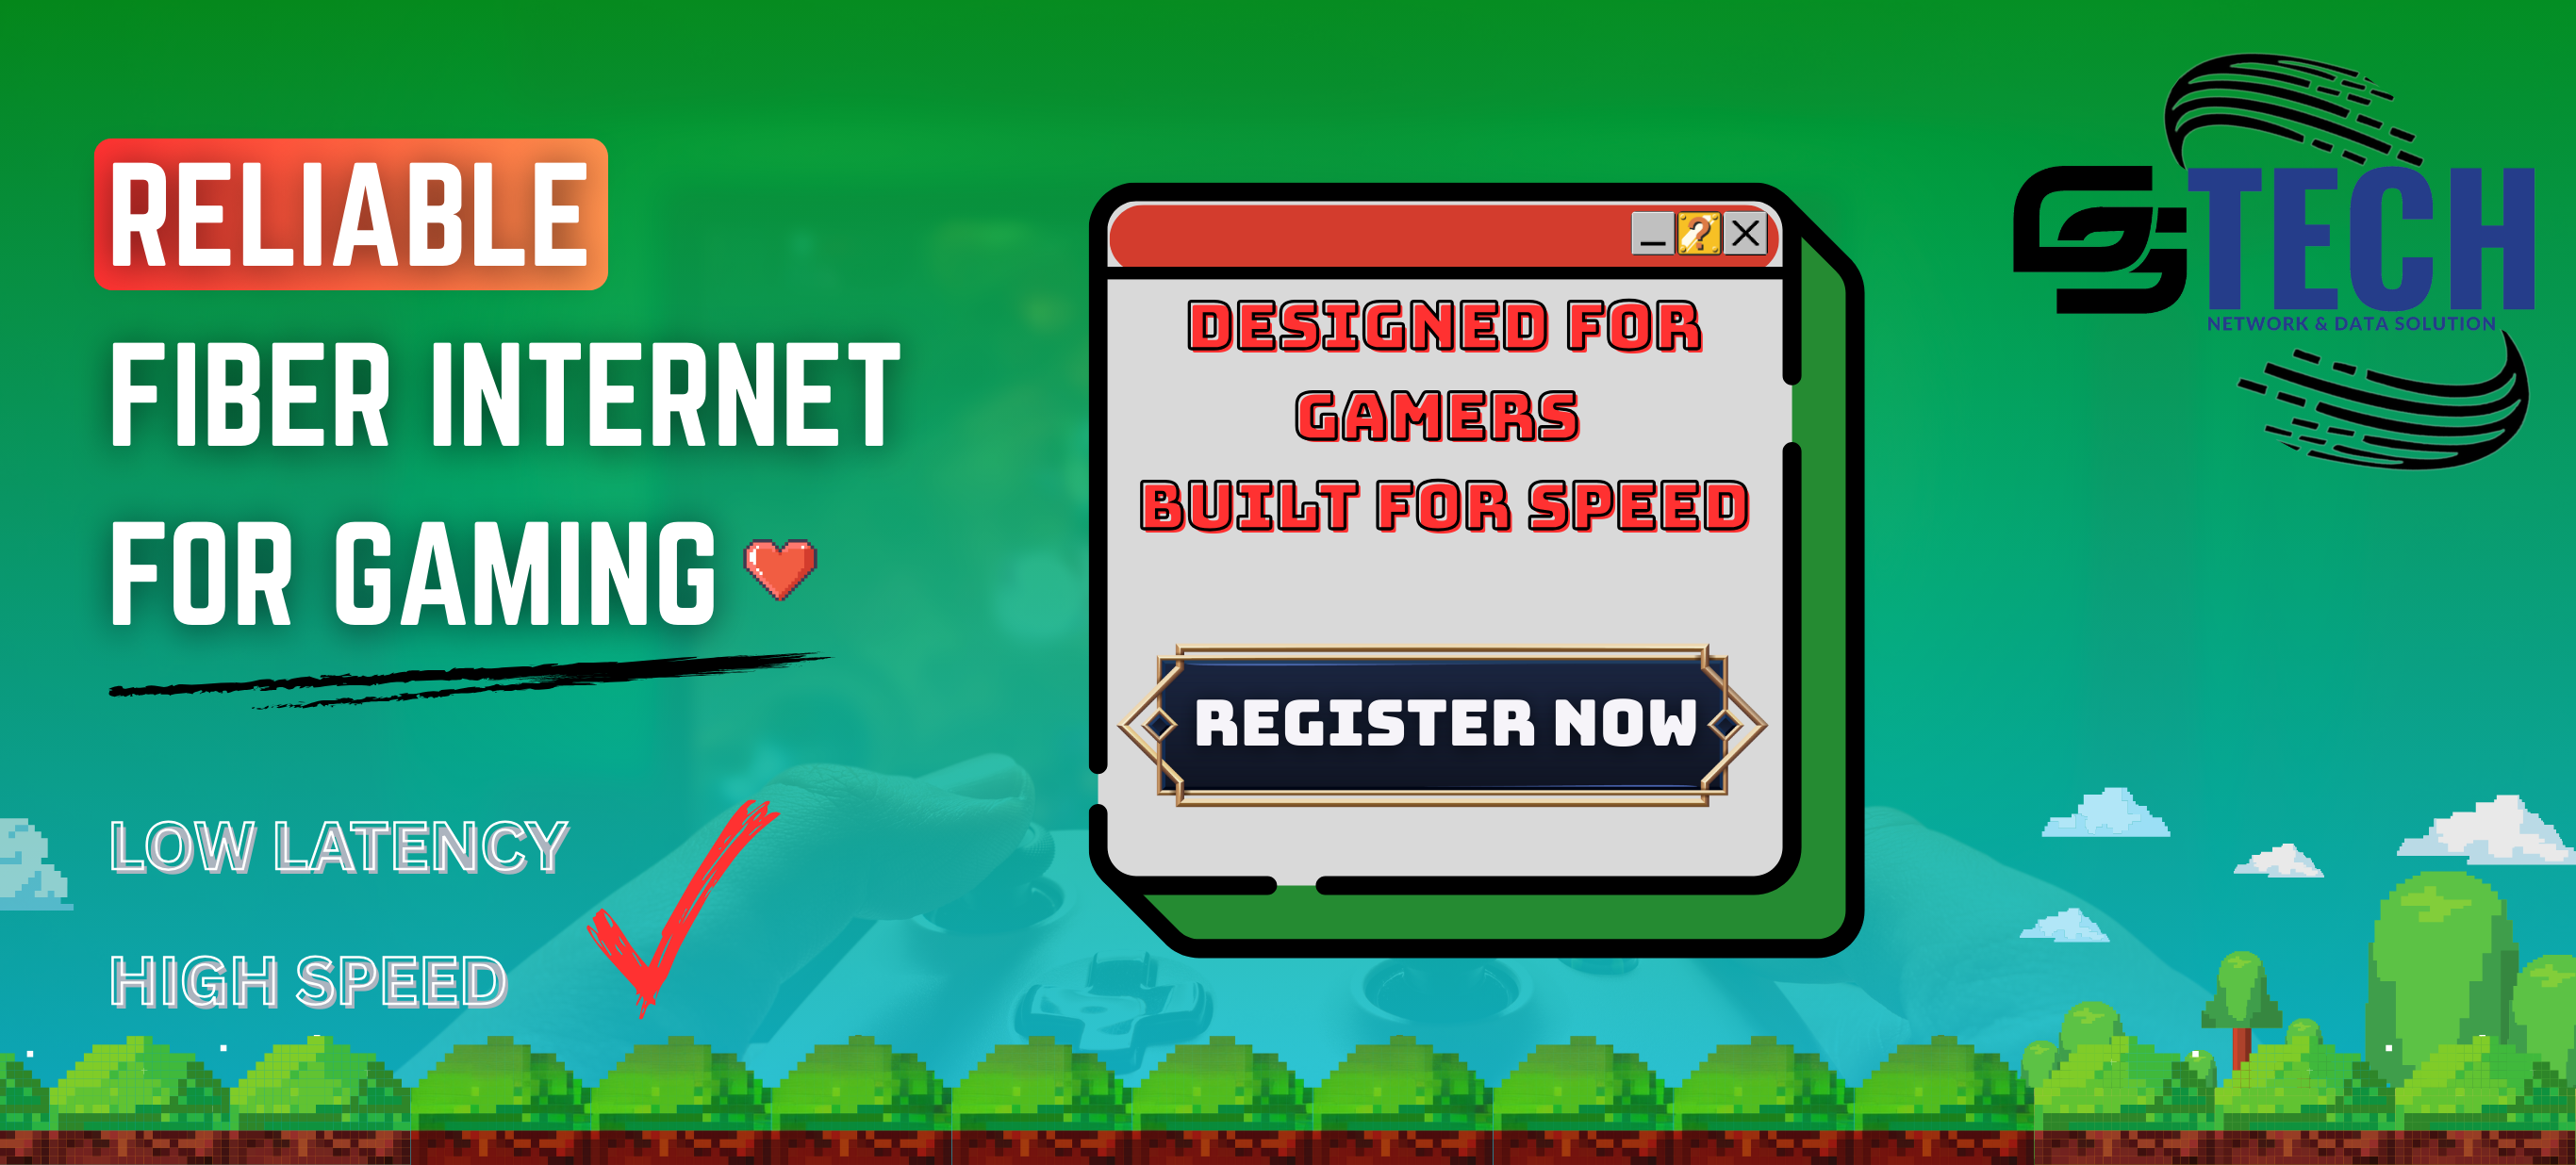 RELIABLE
FIBER INTERNET
FOR GAMING
LOW LATENCY
HIGH SPEED
?
DESIGNED FOR
GAMERS
BUILT FOR SPEED
REGISTER NOW
TECH
NETWORK & DATA SOLUTION